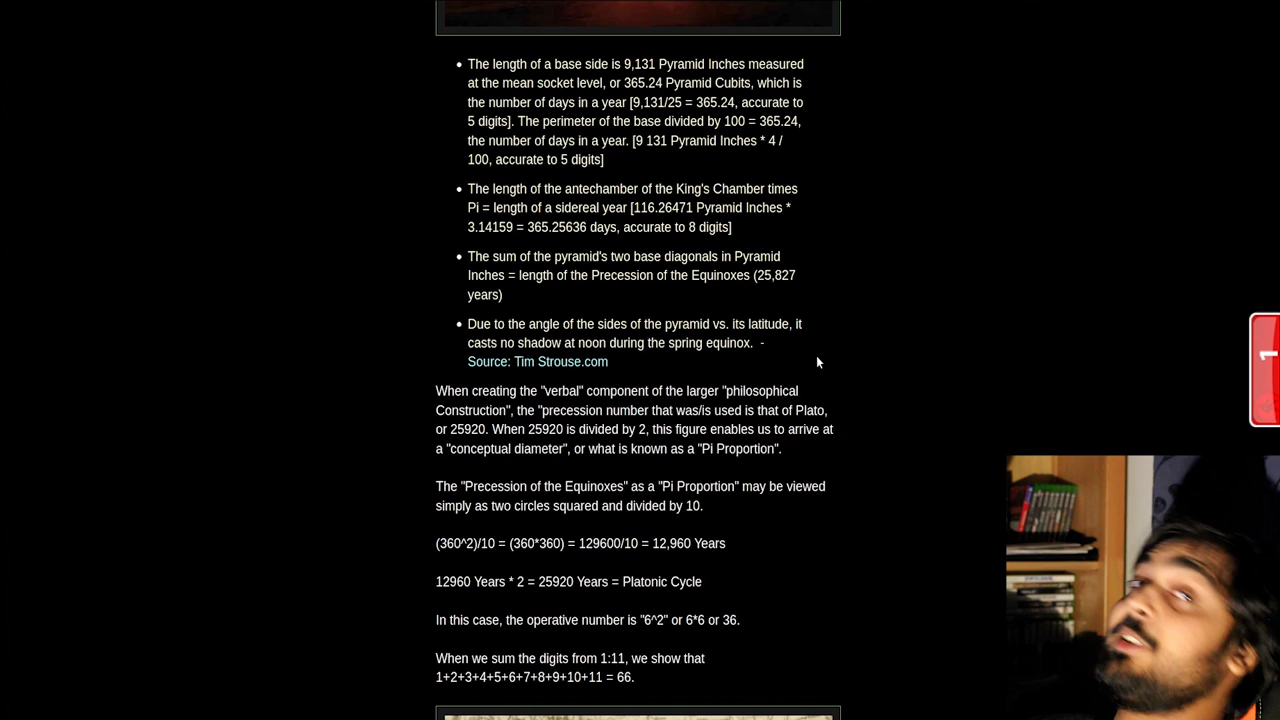 The length of a base side is 9,131 Pyramid Inches measured
at the mean socket level, or 365.24 Pyramid Cubits, which is
the number of days in a year [9,131/25 = 365.24, accurate to
5 digits]. The perimeter of the base divided by 100 = 365.24,
the number of days in a year. [9 131 Pyramid Inches * 4 /
100, accurate to 5 digits]
The length of the antechamber of the King's Chamber times
Pi = length of a sidereal year [116.26471 Pyramid Inches *
3.14159 = 365.25636 days, accurate to 8 digits]
The sum of the pyramid's two base diagonals in Pyramid
Inches = length of the Precession of the Equinoxes (25,827
years)
Due to the angle of the sides of the pyramid vs. its latitude, it
casts no shadow at noon during the spring equinox.  -
Source: Tim Strouse.com
When creating the "verbal" component of the larger "philosophical
Construction", the "precession number that was/is used is that of Plato,
or 25920. When 25920 is divided by 2, this figure enables us to arrive at
a "conceptual diameter", or what is known as a "Pi Proportion".
The "Precession of the Equinoxes" as a "Pi Proportion" may be viewed
simply as two circles squared and divided by 10.
(360^2)/10 = (360*360) = 129600/10 = 12,960 Years
12960 Years * 2 = 25920 Years = Platonic Cycle
In this case, the operative number is "6^2" or 6*6 or 36.
When we sum the digits from 1:11, we show that
1+2+3+4+5+6+7+8+9+10+11 = 66.
1